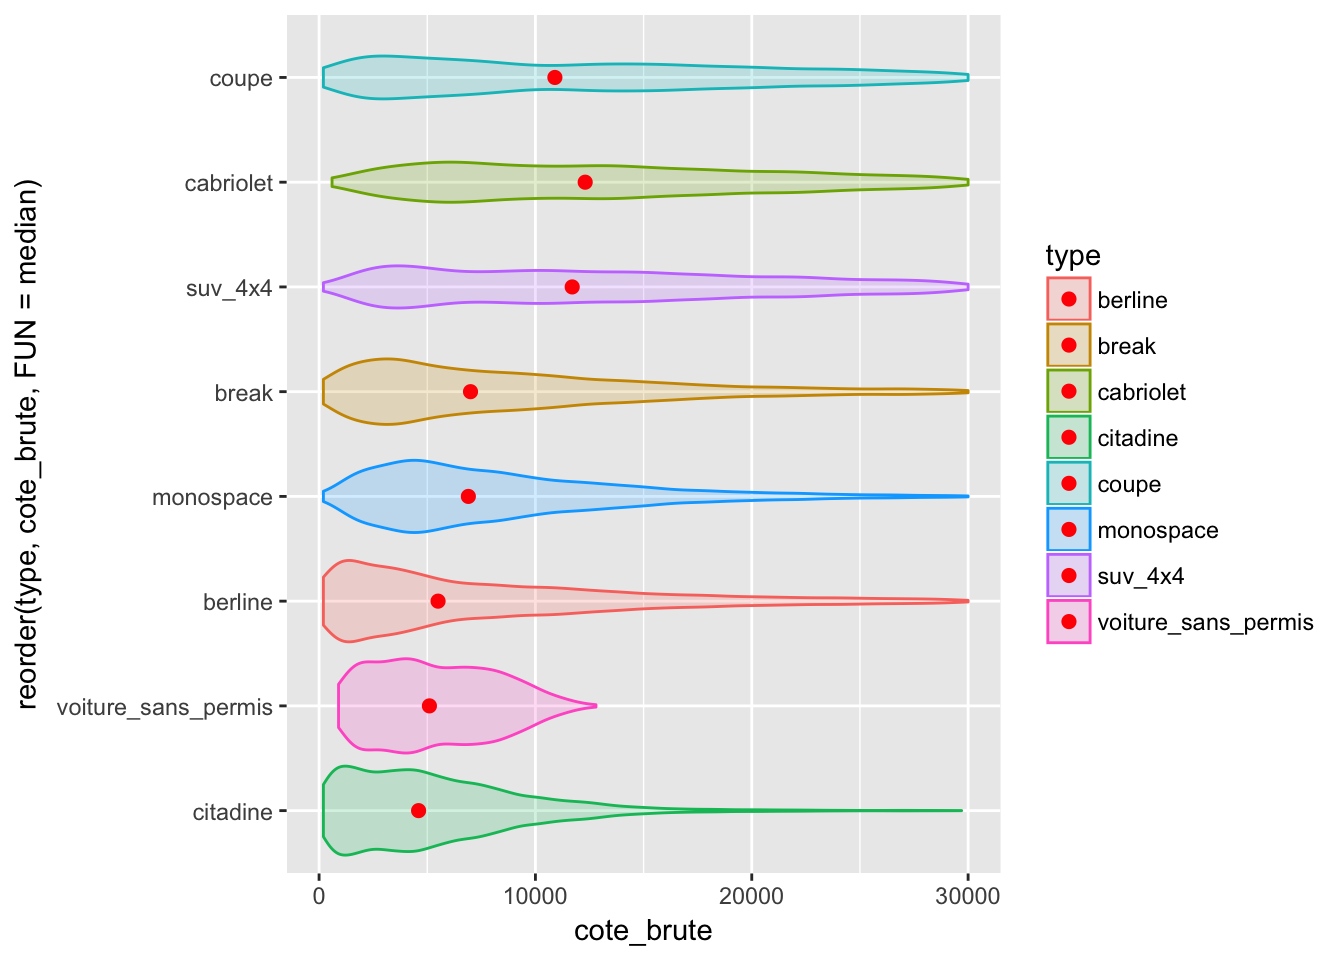 reorder(type, cote_brute, FUN = median)
coupe
cabriolet
suv_4x4
break
monospace
berline
voiture_sans_permis
citadine
0 10000 20000 30000
cote_brute
type
berline
break
cabriolet
citadine
coupe
monospace
suv_4x4
voiture_sans_permis